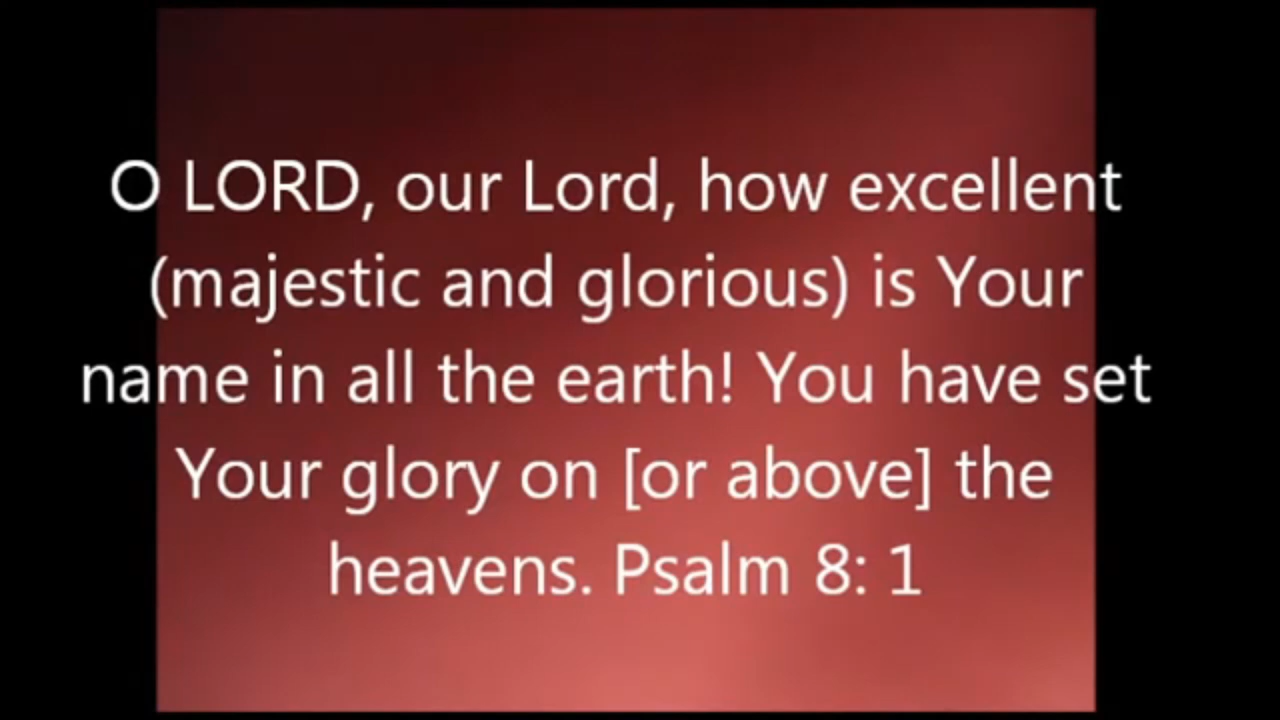 O LORD, our Lord, how excellent
(majestic and glorious) is Your
name in all the earth! You have set
Your glory on [or above] the
heavens. Psalm 8: 1